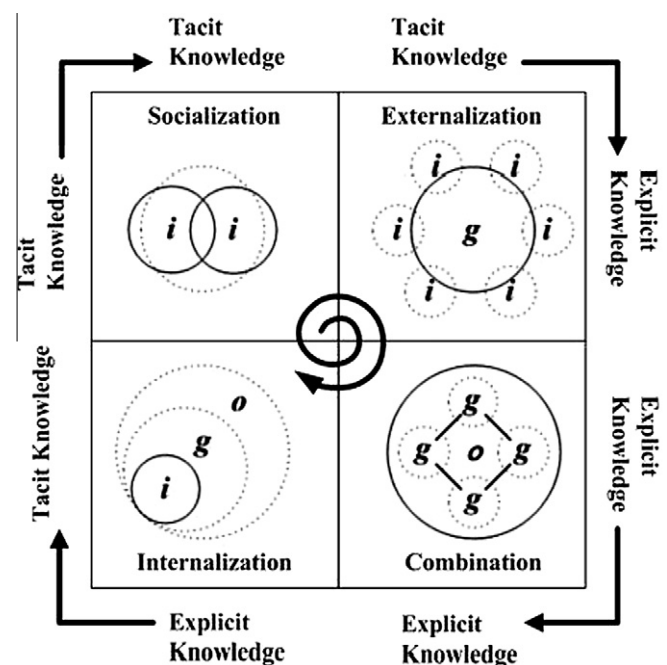 Tacit
Knowledge
Tacit
Knowledge
Socialization
Externalization
i
i
i
i
i
g
i
i
i
Tacit
Knowledge
Explicit
Knowledge
Tacit Knowledge
Explicit
Knowledge
o
g
i
g
g
o
g
g
Internalization
Combination
Explicit
Knowledge
Explicit
Knowledge